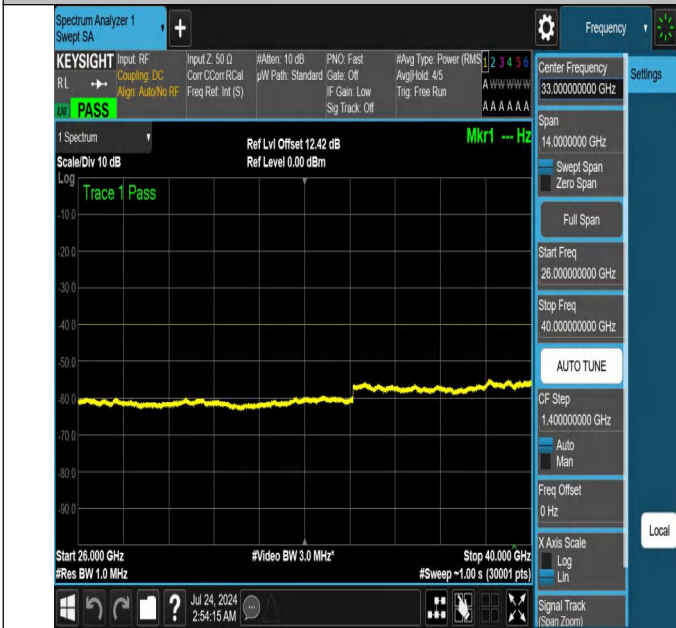 Spectrum Analyzer 1
Swept SA
+
Frequency
KEYSIGHT
RL
Input: RF
Coupling: DC
Align: Auto/No RF
Input Z: 50 Ω
Corr CCorr RCal
Freq Ref: Int (S)
#Atten: 10 dB
µW Path: Standard
PNO: Fast
Gate: Off
IF Gain: Low
Sig Track: Off
#Avg Type: Power (RMS
Avg|Hold: 4/5
Trig: Free Run
1 2 3 4 5 6
A W W W W W
A A A A A A
PASS
Center Frequency
33.000000000 GHz
Settings
Span
14.0000000 GHz
Swept Span
Zero Span
Full Span
Start Freq
26.000000000 GHz
Stop Freq
40.000000000 GHz
AUTO TUNE
CF Step
1.400000000 GHz
Auto
Man
Freq Offset
0 Hz
X Axis Scale
Log
Lin
Signal Track
(Span Zoom)
Local
1 Spectrum
Scale/Div 10 dB
Log
Ref Lvl Offset 12.42 dB
Ref Level 0.00 dBm
Mkr1 --- Hz
Trace 1 Pass
-10.0
-20.0
-30.0
-40.0
-50.0
-60.0
-70.0
-80.0
-90.0
Start 26.000 GHz
#Res BW 1.0 MHz
#Video BW 3.0 MHz*
Stop 40.000 GHz
#Sweep ~1.00 s (30001 pts)
?
Jul 24, 2024
2:54:15 AM